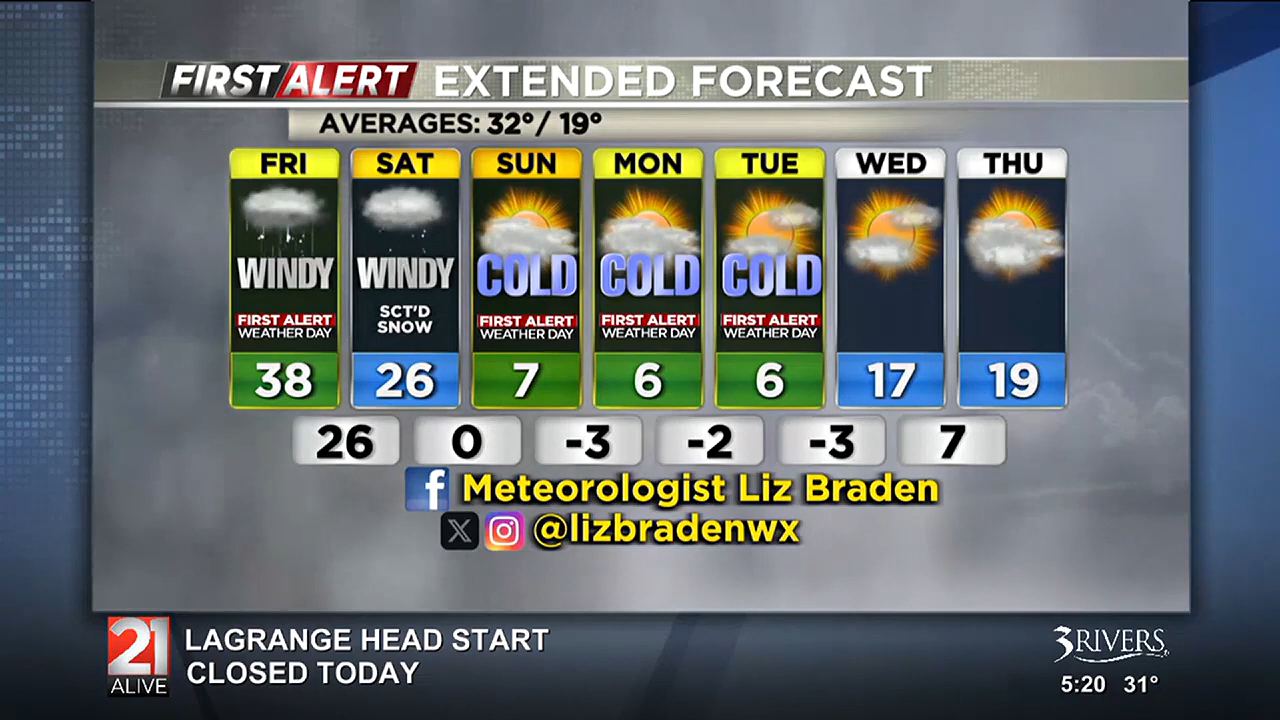 FIRST ALERT EXTENDED FORECAST
AVERAGES: 32°/ 19°
FRI SAT SUN MON TUE WED THU
WINDY WINDY COLD COLD COLD
FIRST ALERT WEATHER DAY
SCT'D SNOW
FIRST ALERT WEATHER DAY
FIRST ALERT WEATHER DAY
FIRST ALERT WEATHER DAY
38 26 7 6 6 17 19
26 0 -3 -2 -3 7
f Meteorologist Liz Braden
X @lizbradenwx
21 ALIVE
LAGRANGE HEAD START
CLOSED TODAY
3RIVERS
5:20 31°